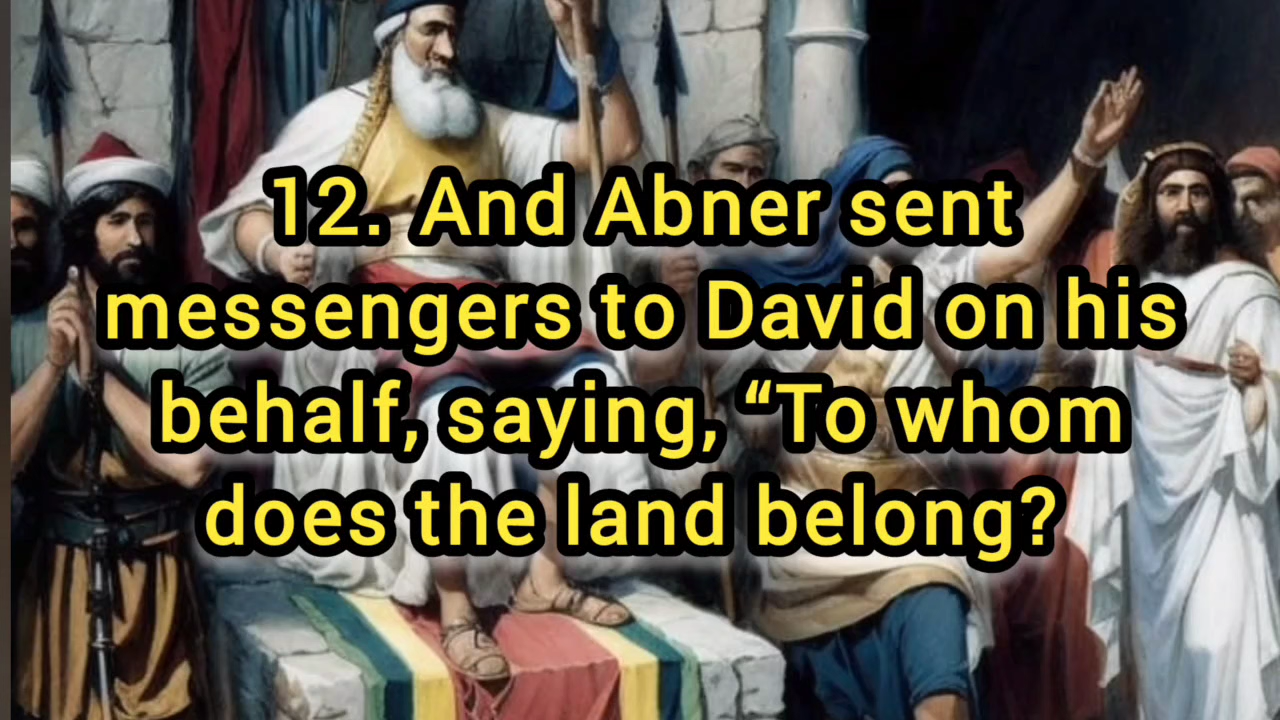 12. And Abner sent
messengers to David on his
behalf, saying, “To whom
does the land belong?